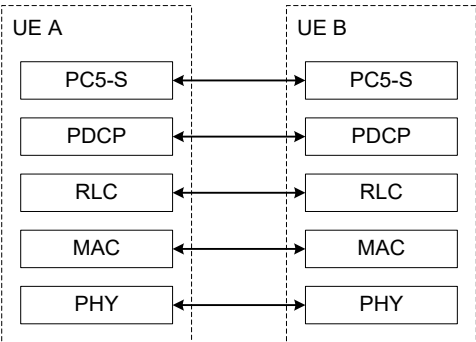 UE A
UE B
PC5-S
PC5-S
PDCP
PDCP
RLC
RLC
MAC
MAC
PHY
PHY